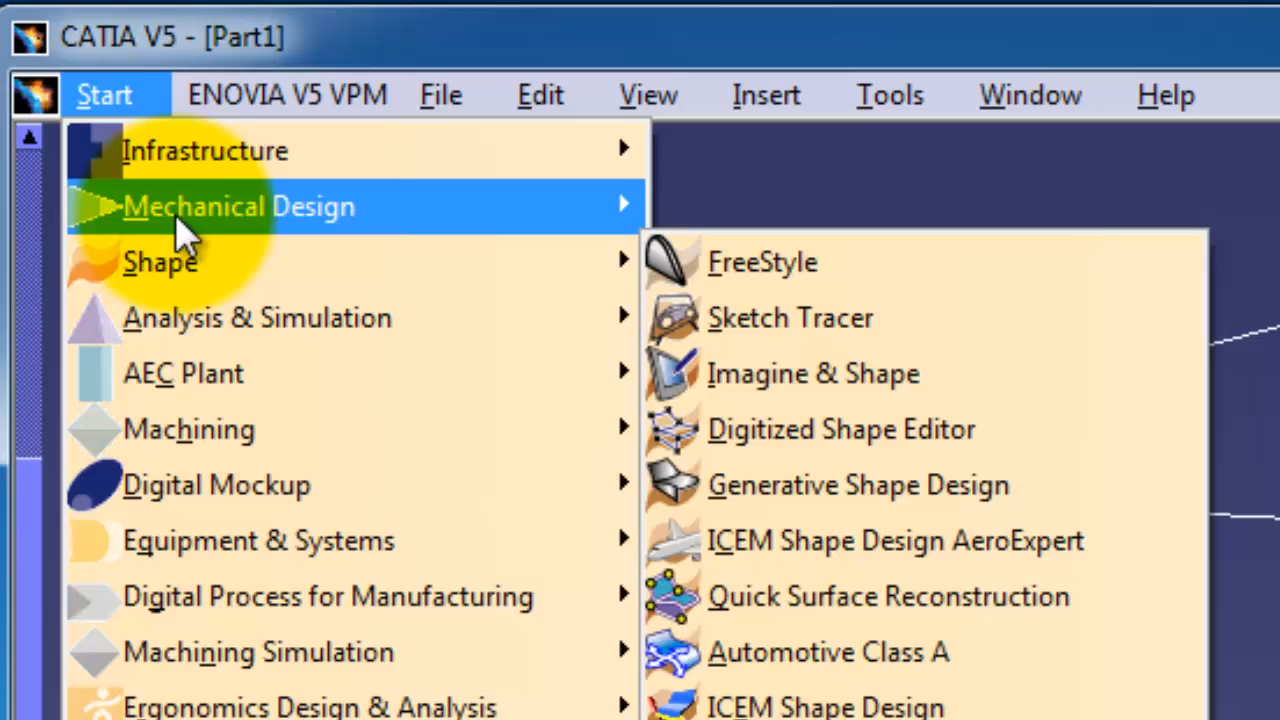 CATIA V5 - [Part1]
Start ENOVIA V5 VPM File Edit View Insert Tools Window Help
Infrastructure
Mechanical Design
Shape
Analysis & Simulation
AEC Plant
Machining
Digital Mockup
Equipment & Systems
Digital Process for Manufacturing
Machining Simulation
Ergonomics Design & Analysis
FreeStyle
Sketch Tracer
Imagine & Shape
Digitized Shape Editor
Generative Shape Design
ICEM Shape Design AeroExpert
Quick Surface Reconstruction
Automotive Class A
ICEM Shape Design